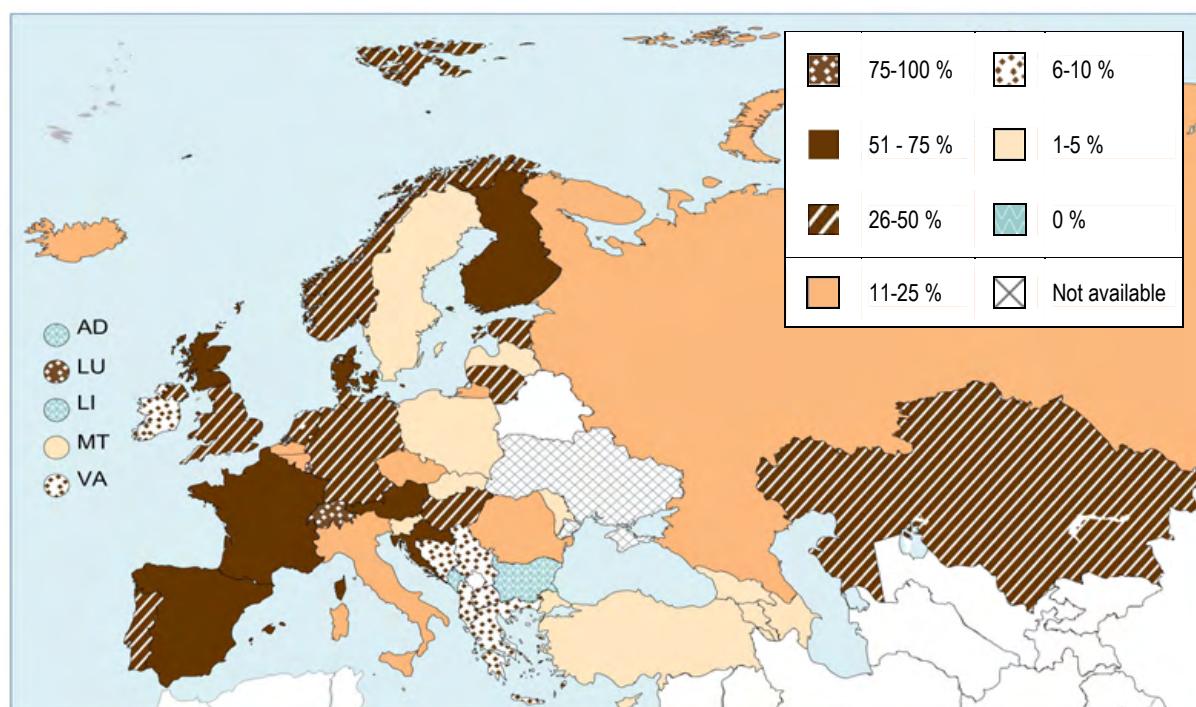 75-100 %
6-10 %
51 - 75 %
1-5 %
26-50 %
0 %
11-25 %
Not available
AD
LU
LI
MT
VA